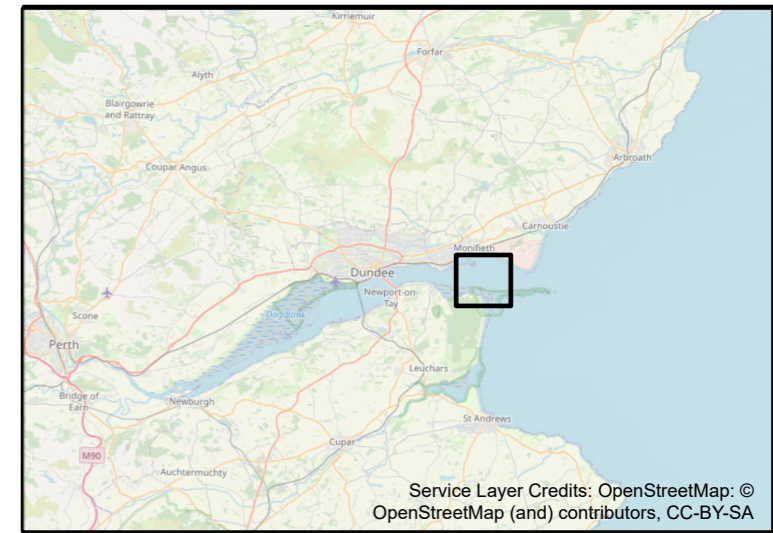 Kirriemuir
Forfar
Alyth
Blairgowrie
and Rattray
Coupar Angus
Arbroath
Carnoustie
Monifieth
Dundee
Newport-on-
Tay
Dog Bank
Scone
Perth
Leuchars
Bridge of
Earn
Newburgh
St Andrews
Cupar
M90
Auchtermuchty
Service Layer Credits: OpenStreetMap: ©
OpenStreetMap (and) contributors, CC-BY-SA